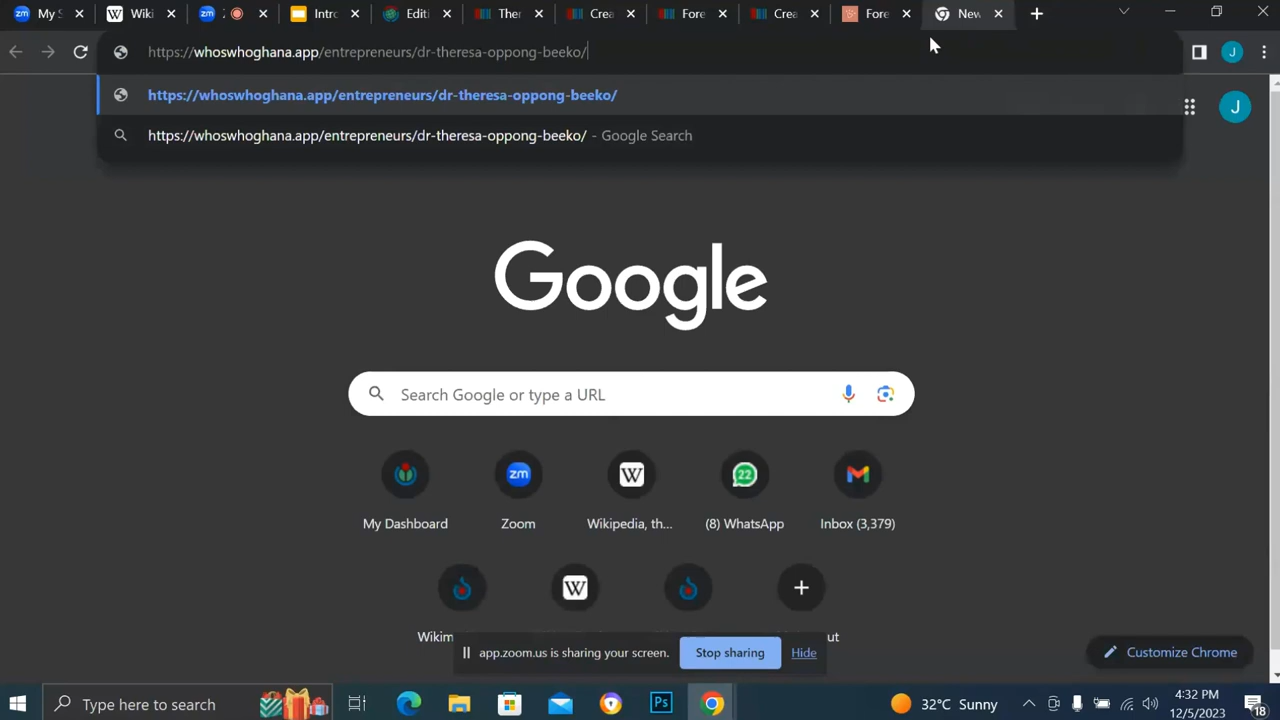 My S
Wiki
zm
Intro
Editi
Ther
Crea
Fore
Crea
Fore
New
https://whoswhoghana.app/entrepreneurs/dr-theresa-oppong-beeko/
J
https://whoswhoghana.app/entrepreneurs/dr-theresa-oppong-beeko/
https://whoswhoghana.app/entrepreneurs/dr-theresa-oppong-beeko/ - Google Search
J
Google
Search Google or type a URL
zm
W
22
My Dashboard
Zoom
Wikipedia, th...
(8) WhatsApp
Inbox (3,379)
W
Wikim
ut
app.zoom.us is sharing your screen.
Stop sharing
Hide
Customize Chrome
Type here to search
Ps
32°C Sunny
4:32 PM
12/5/2023
18